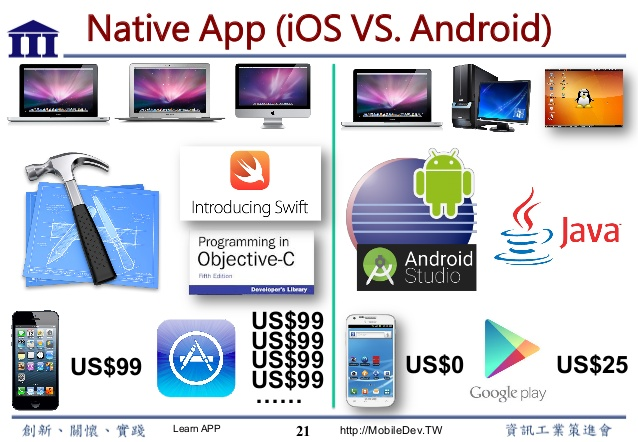 Native App (iOS VS. Android)
Introducing Swift
Programming in
Objective-C
Fifth Edition
Developer's Library
Android
Studio
Java
US$99
US$99
US$99
US$99
US$99
......
US$0
Google play
US$25
創新、關懷、實踐
Learn APP
21
http://MobileDev.TW
資訊工業策進會